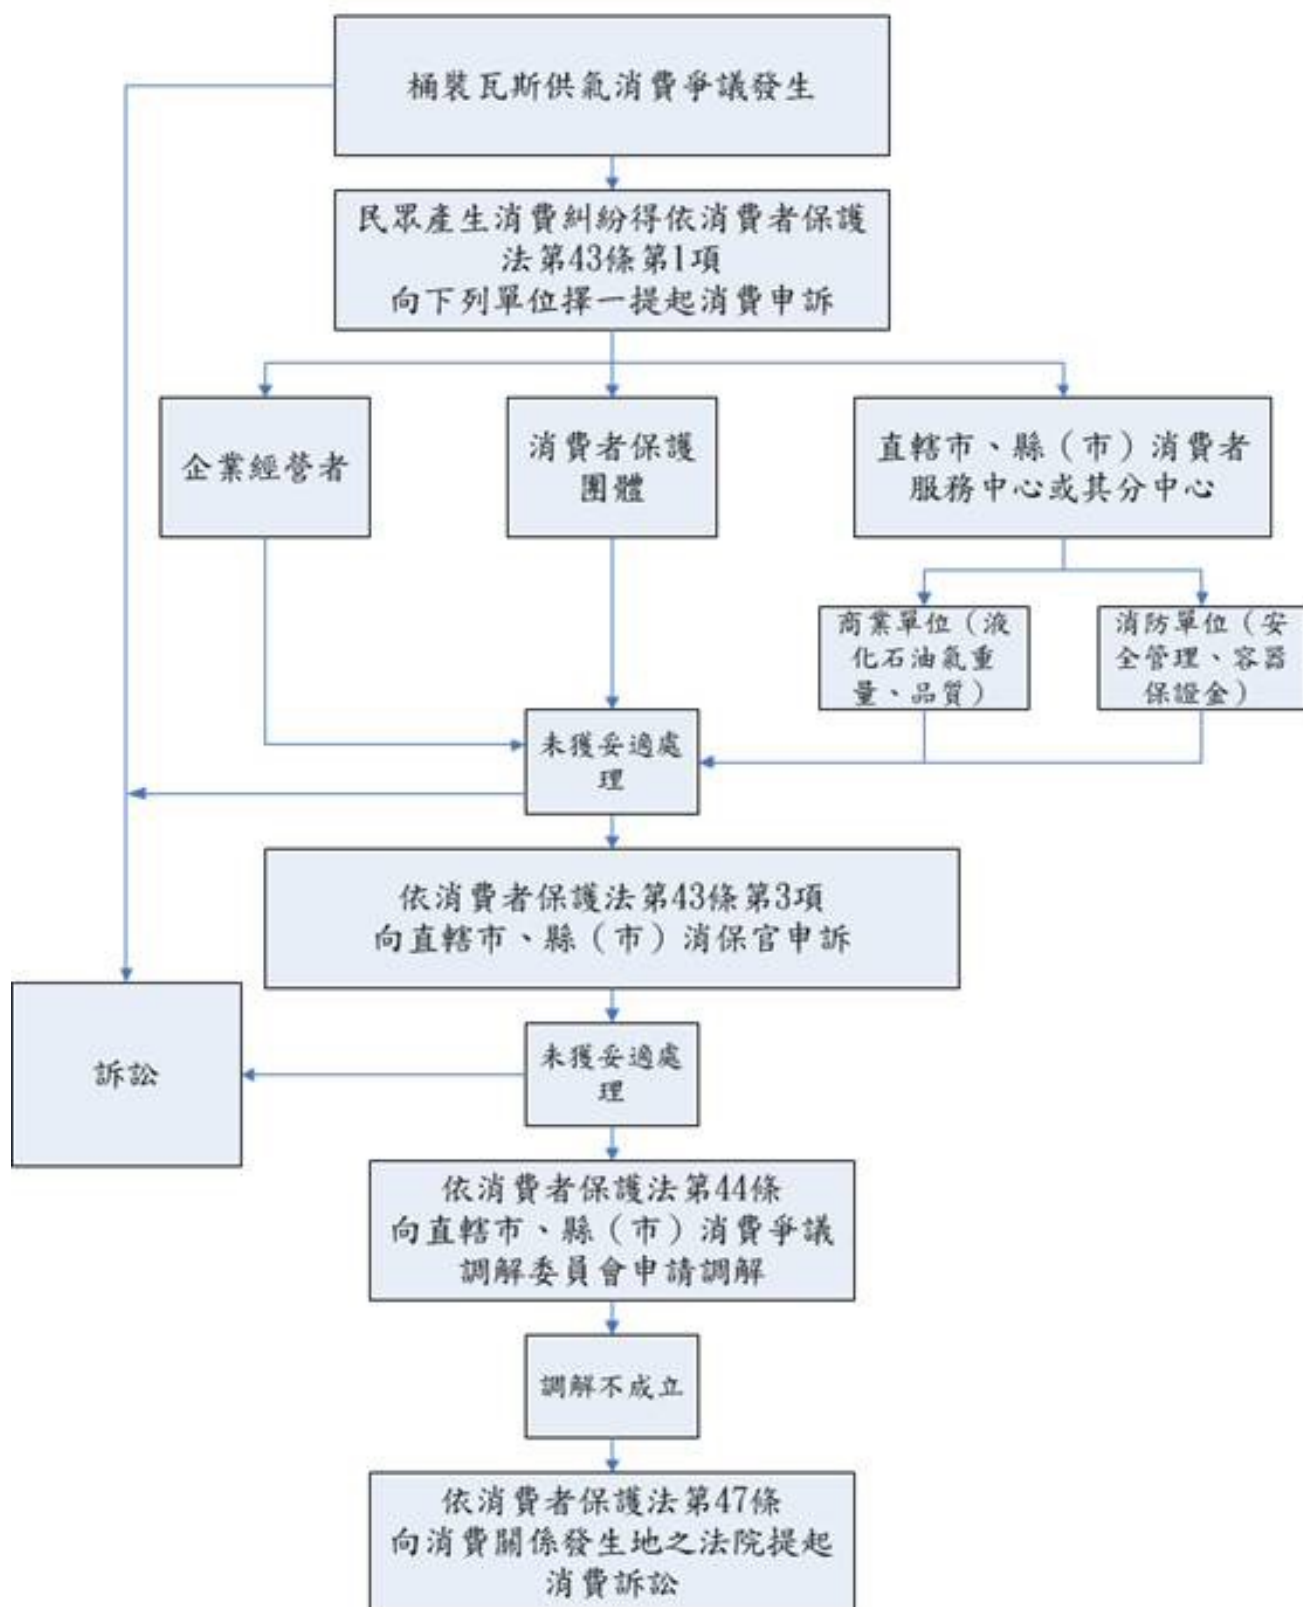 桶裝瓦斯供氣消費爭議發生
民眾產生消費糾紛得依消費者保護
法第43條第1項
向下列單位擇一提起消費申訴
企業經營者
消費者保護
團體
直轄市、縣（市）消費者
服務中心或其分中心
商業單位（液
化石油氣重
量、品質）
消防單位（安
全管理、容器
保證金）
未獲妥適處
理
依消費者保護法第43條第3項
向直轄市、縣（市）消保官申訴
訴訟
未獲妥適處
理
依消費者保護法第44條
向直轄市、縣（市）消費爭議
調解委員會申請調解
調解不成立
依消費者保護法第47條
向消費關係發生地之法院提起
消費訴訟